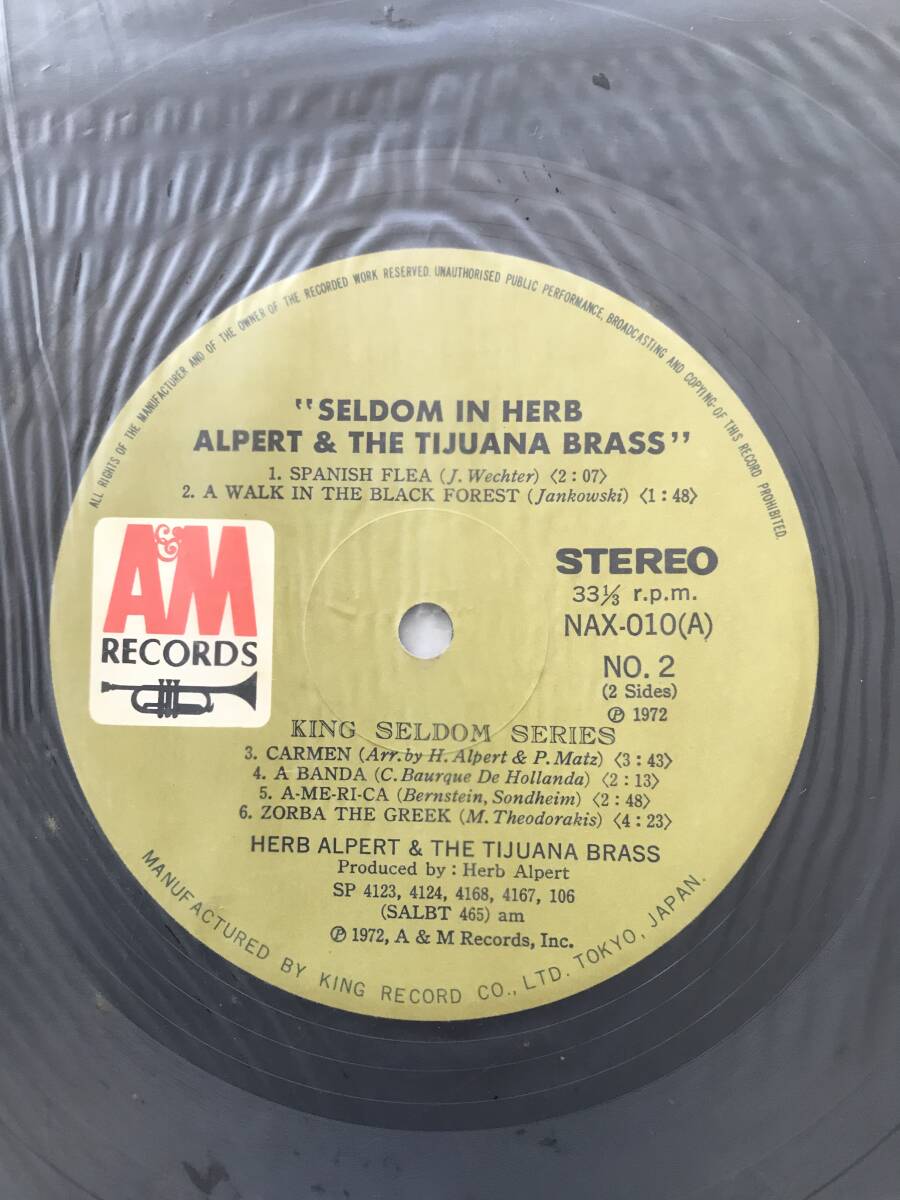 ALL RIGHTS OF THE MANUFACTURER AND OF THE OWNER OF THE RECORDED WORK RESERVED. UNAUTHORISED PUBLIC PERFORMANCE, BROADCASTING AND COPYING-OF THIS RECORD PROHIBITED.
"SELDOM IN HERB
ALPERT & THE TIJUANA BRASS"
1. SPANISH FLEA (J. Wechter) 〈2:07〉
2. A WALK IN THE BLACK FOREST (Jankowski) 〈1:48〉
A&M
RECORDS
STEREO
33⅓ r.p.m.
NAX-010(A)
NO. 2
(2 Sides)
℗ 1972
KING SELDOM SERIES
3. CARMEN (Arr. by H. Alpert & P. Matz) 〈3:43〉
4. A BANDA (C. Baurque De Hollanda) 〈2:13〉
5. A-ME-RI-CA (Bernstein, Sondheim) 〈2:48〉
6. ZORBA THE GREEK (M. Theodorakis) 〈4:23〉
HERB ALPERT & THE TIJUANA BRASS
Produced by: Herb Alpert
SP 4123, 4124, 4168, 4167, 106
(SALBT 465) am
℗ 1972, A & M Records, Inc.
MANUFACTURED BY KING RECORD CO., LTD. TOKYO, JAPAN.